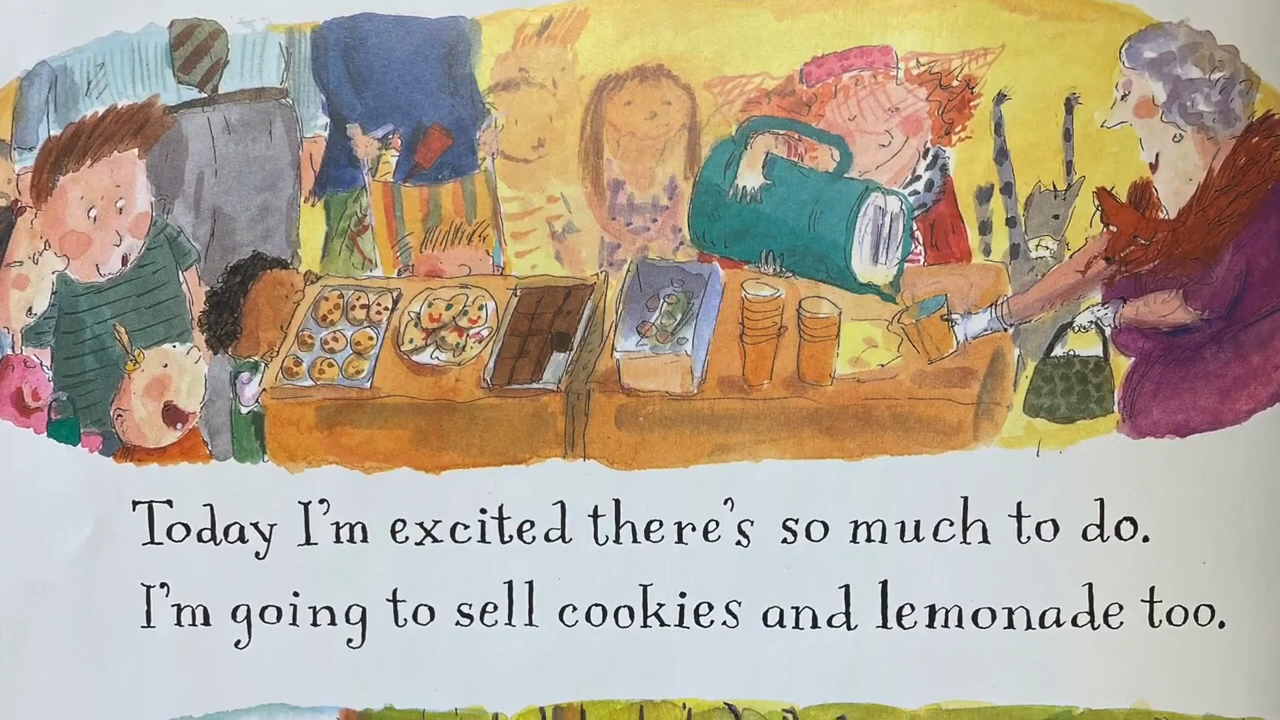 Today I'm excited there's so much to do.
I'm going to sell cookies and lemonade too.